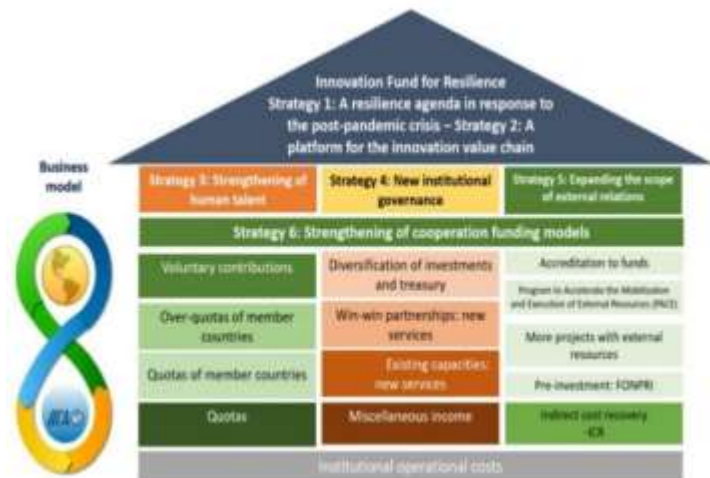 Innovation Fund for Resilience
Strategy 1: A resilience agenda in response to
the post-pandemic crisis – Strategy 2: A
platform for the innovation value chain
Business
model
Strategy 3: Strengthening of
human talent
Strategy 4: New institutional
governance
Strategy 5: Expanding the scope
of external relations
Strategy 6: Strengthening of cooperation funding models
Voluntary contributions
Over-quotas of member
countries
Quotas of member countries
Quotas
Diversification of investments
and treasury
Win-win partnerships: new
services
Existing capacities:
new services
Miscellaneous income
Accreditation to funds
Program to Accelerate the Mobilization
and Execution of External Resources
More projects with external
resources
Pre-investment: FONPRI
Indirect cost recovery
-ICR
Institutional operational costs